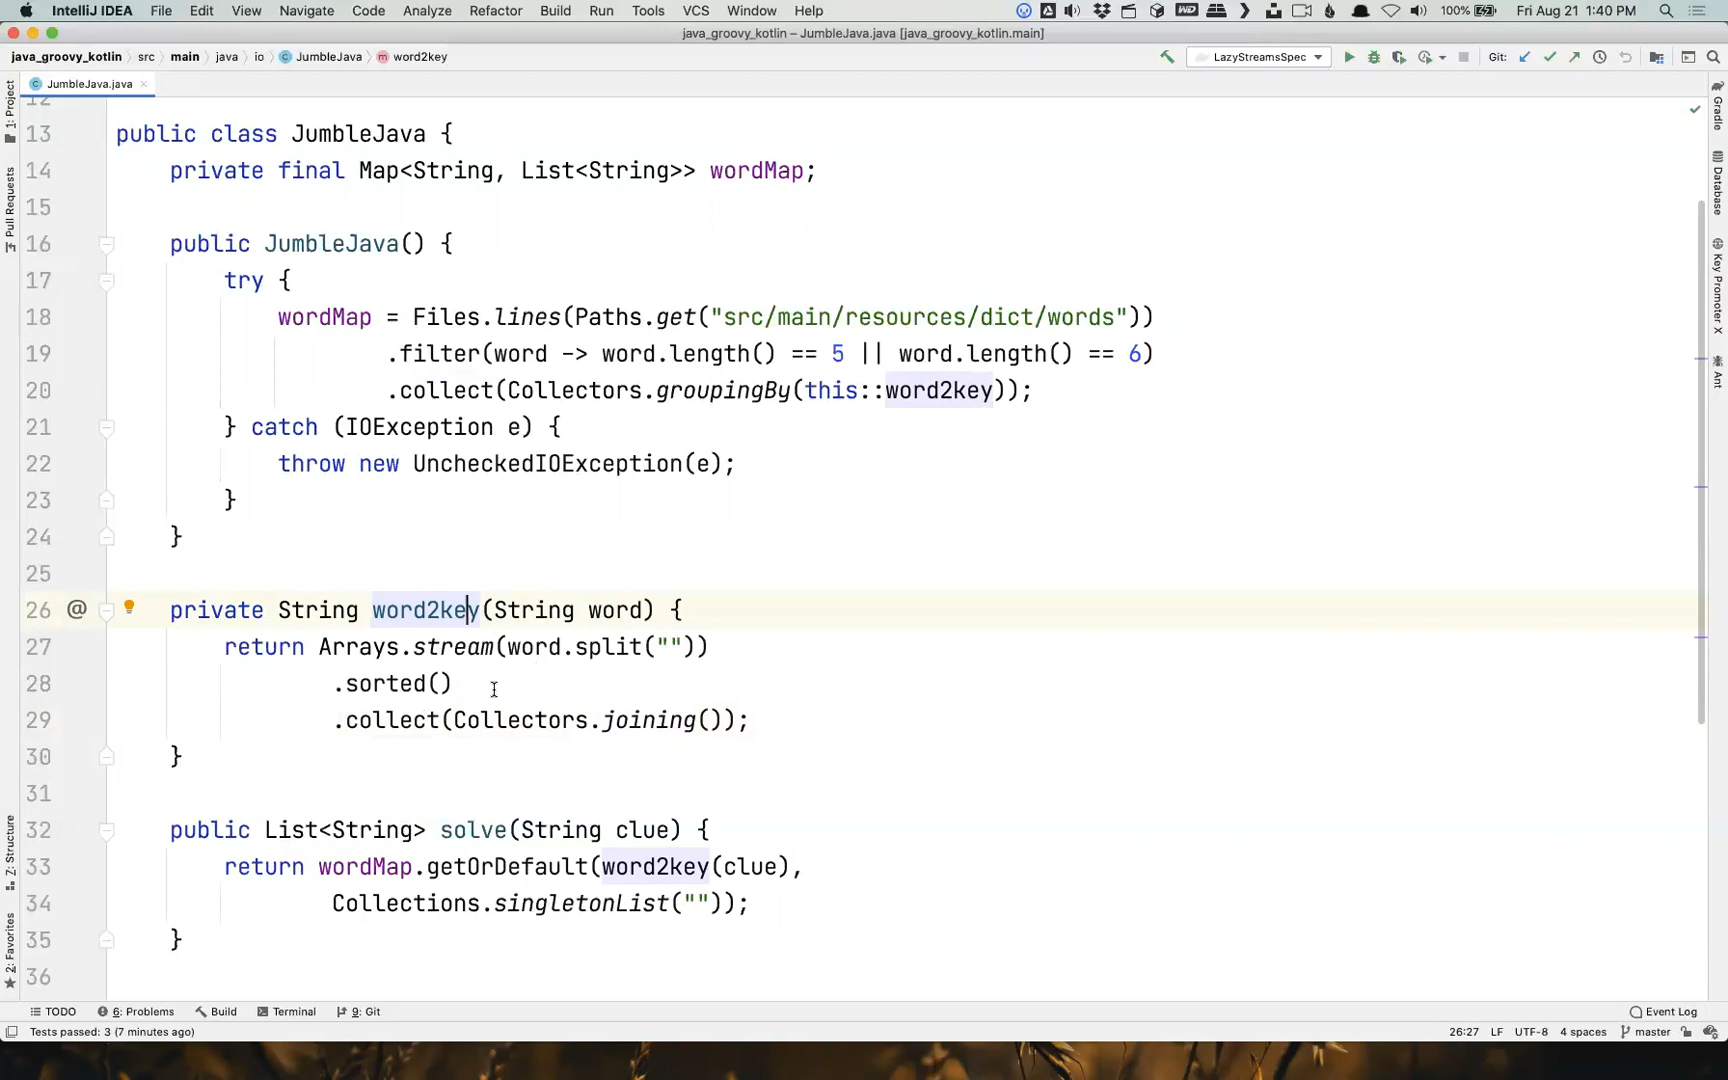 IntelliJ IDEA File Edit View Navigate Code Analyze Refactor Build Run Tools VCS Window Help 100% Fri Aug 21 1:40 PM
java_groovy_kotlin – JumbleJava.java [java_groovy_kotlin.main]
java_groovy_kotlin src main java io JumbleJava word2key LazyStreamsSpec Git:
JumbleJava.java
1: Project
Pull Requests
Z: Structure
2: Favorites
Gradle
Database
Key Promoter X
Ant
12
13 public class JumbleJava {
14 private final Map<String, List<String>> wordMap;
15
16 public JumbleJava() {
17 try {
18 wordMap = Files.lines(Paths.get("src/main/resources/dict/words"))
19 .filter(word -> word.length() == 5 || word.length() == 6)
20 .collect(Collectors.groupingBy(this::word2key));
21 } catch (IOException e) {
22 throw new UncheckedIOException(e);
23 }
24 }
25
26 @ private String word2key(String word) {
27 return Arrays.stream(word.split(""))
28 .sorted()
29 .collect(Collectors.joining());
30 }
31
32 public List<String> solve(String clue) {
33 return wordMap.getOrDefault(word2key(clue),
34 Collections.singletonList(""));
35 }
36
TODO 6: Problems Build Terminal 9: Git Event Log
Tests passed: 3 (7 minutes ago) 26:27 LF UTF-8 4 spaces master